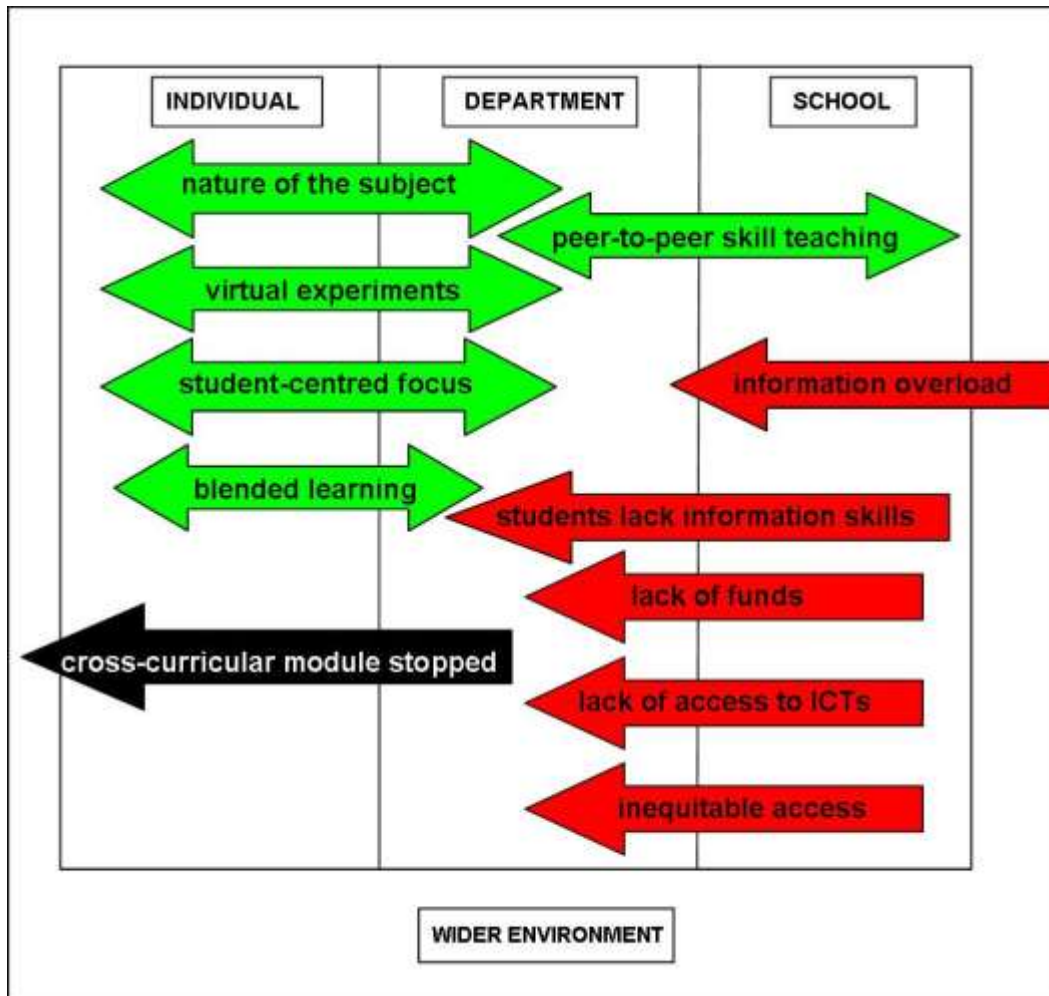 INDIVIDUAL
DEPARTMENT
SCHOOL
nature of the subject
peer-to-peer skill teaching
virtual experiments
student-centred focus
information overload
blended learning
students lack information skills
lack of funds
cross-curricular module stopped
lack of access to ICTs
inequitable access
WIDER ENVIRONMENT